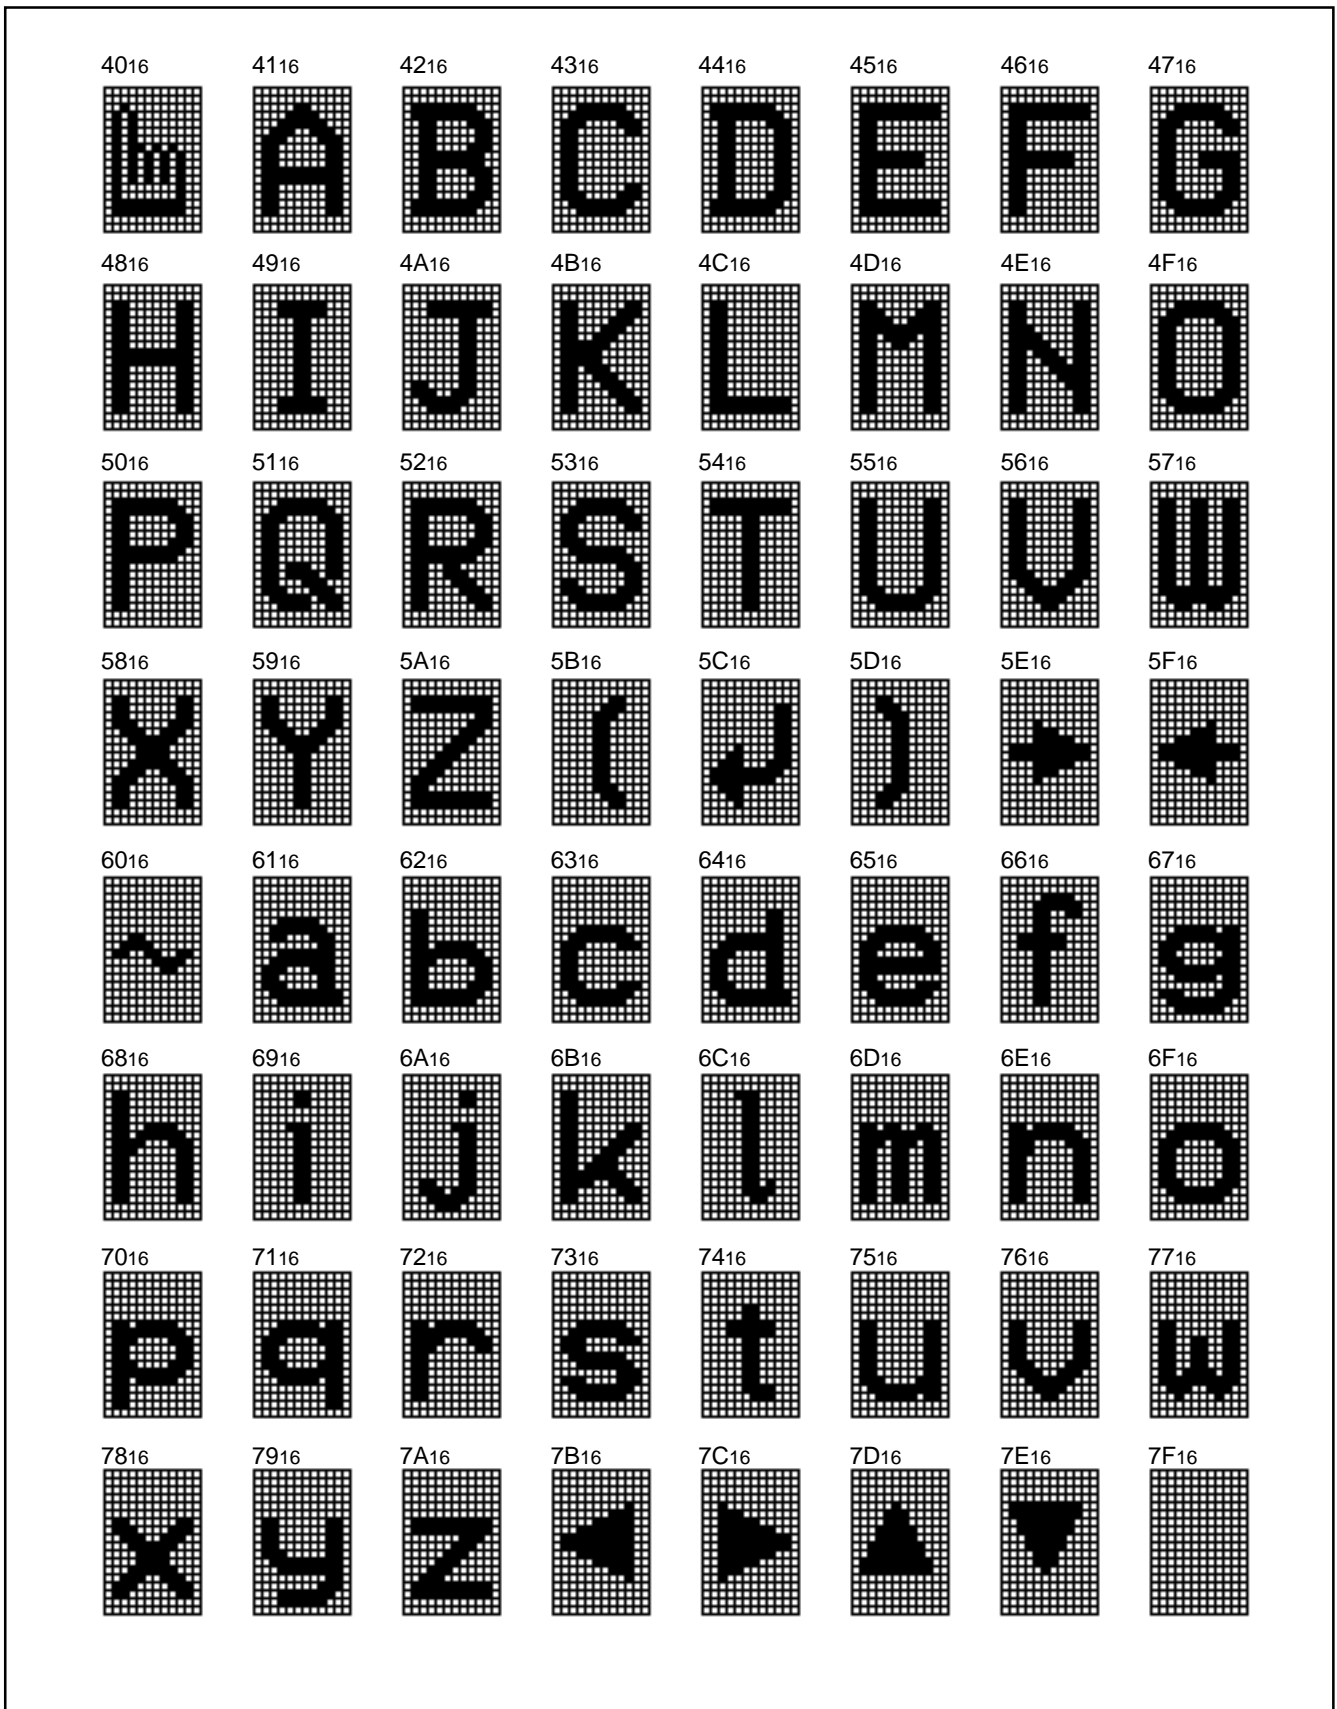 4016 4116 4216 4316 4416 4516 4616 4716
A B C D E F G
4816 4916 4A16 4B16 4C16 4D16 4E16 4F16
H I J K L M N O
5016 5116 5216 5316 5416 5516 5616 5716
P Q R S T U V W
5816 5916 5A16 5B16 5C16 5D16 5E16 5F16
X Y Z ( ↲ ) → ←
6016 6116 6216 6316 6416 6516 6616 6716
~ a b c d e f g
6816 6916 6A16 6B16 6C16 6D16 6E16 6F16
h i j k l m n o
7016 7116 7216 7316 7416 7516 7616 7716
p q r s t u v w
7816 7916 7A16 7B16 7C16 7D16 7E16 7F16
x y z ◀ ▶ ▲ ▼